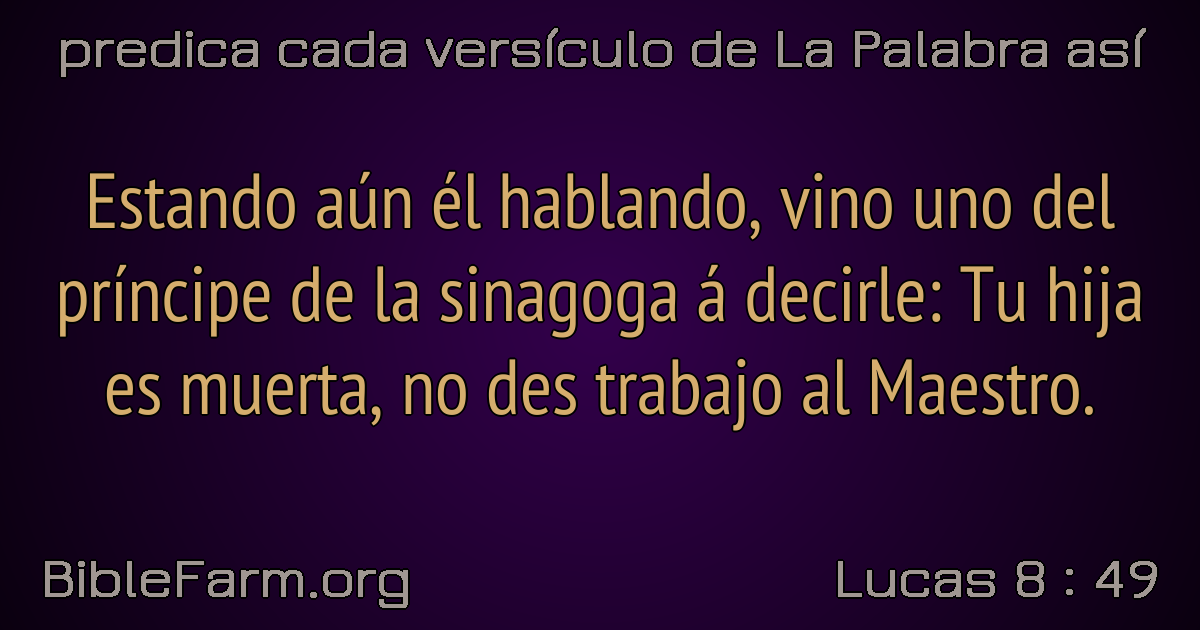 predica cada versículo de La Palabra así
Estando aún él hablando, vino uno del
príncipe de la sinagoga á decirle: Tu hija
es muerta, no des trabajo al Maestro.
BibleFarm.org
Lucas 8 : 49